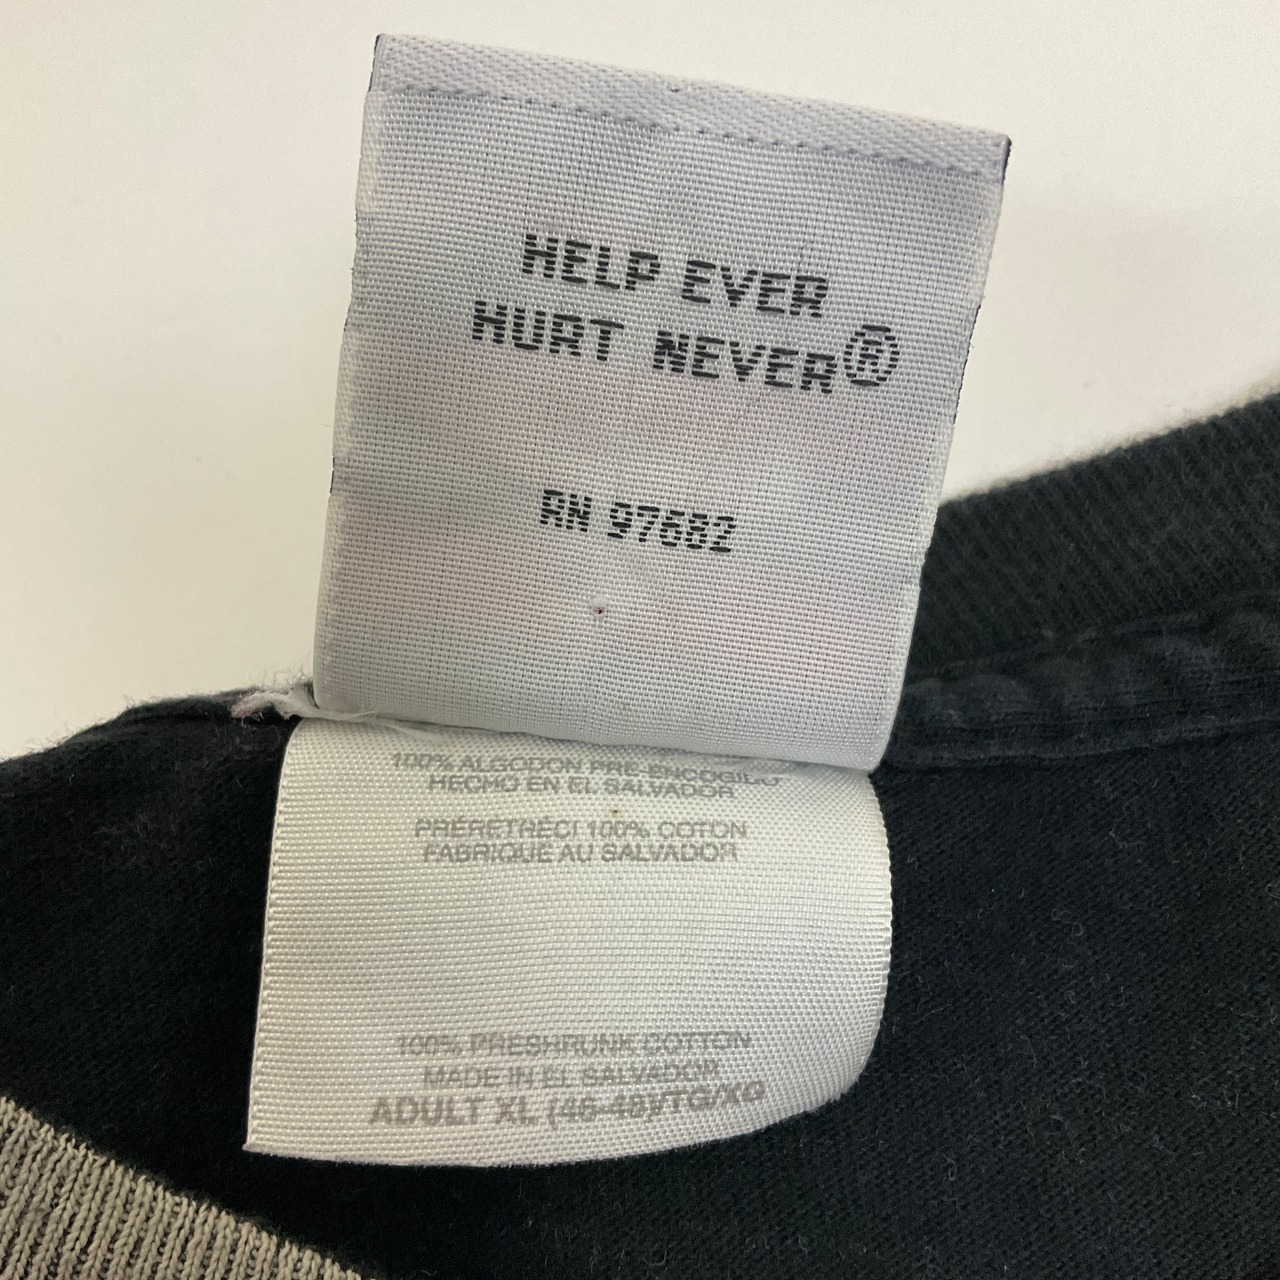 HELP EVER
HURT NEVER®
RN 97682
100% ALGODON PRE-ENCOGIDO
HECHO EN EL SALVADOR
PRÉRÉTRÉCI 100% COTON
FABRIQUE AU SALVADOR
100% PRESHRUNK COTTON
MADE IN EL SALVADOR
ADULT XL (46-48)/TG/XG